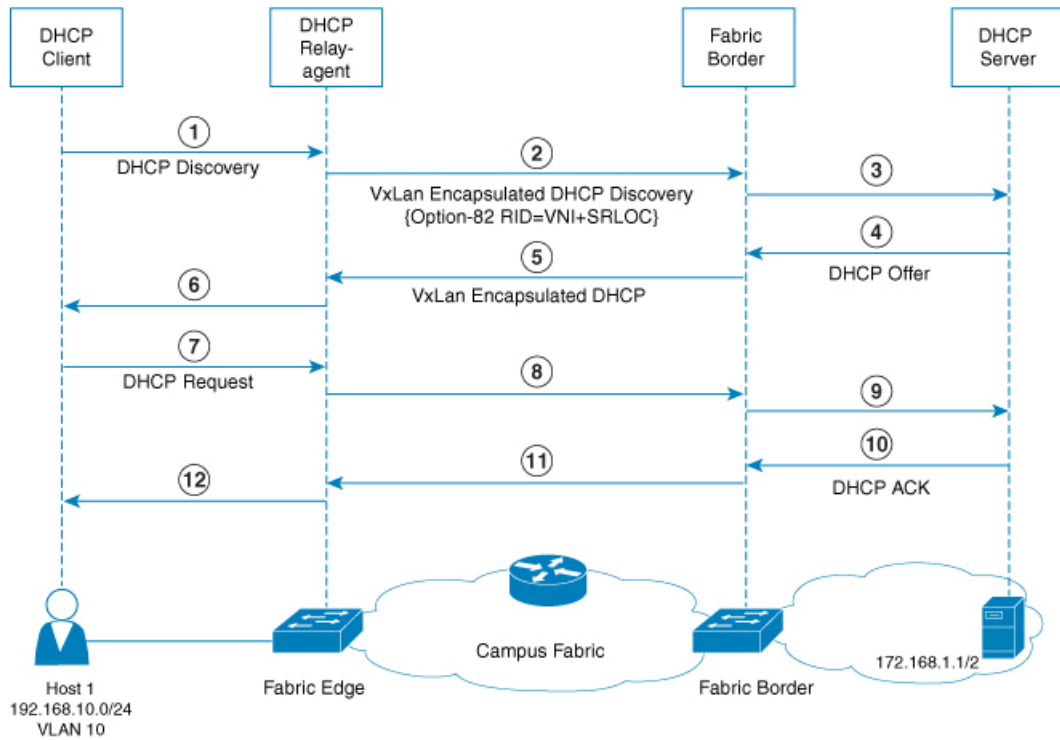 DHCP
Client
DHCP
Relay-
agent
Fabric
Border
DHCP
Server
1
DHCP Discovery
2
VxLan Encapsulated DHCP Discovery
{Option-82 RID=VNI+SRLOC}
3
4
DHCP Offer
5
VxLan Encapsulated DHCP
6
7
DHCP Request
8
9
10
DHCP ACK
11
12
Campus Fabric
172.168.1.1/2
Host 1
192.168.10.0/24
VLAN 10
Fabric Edge
Fabric Border